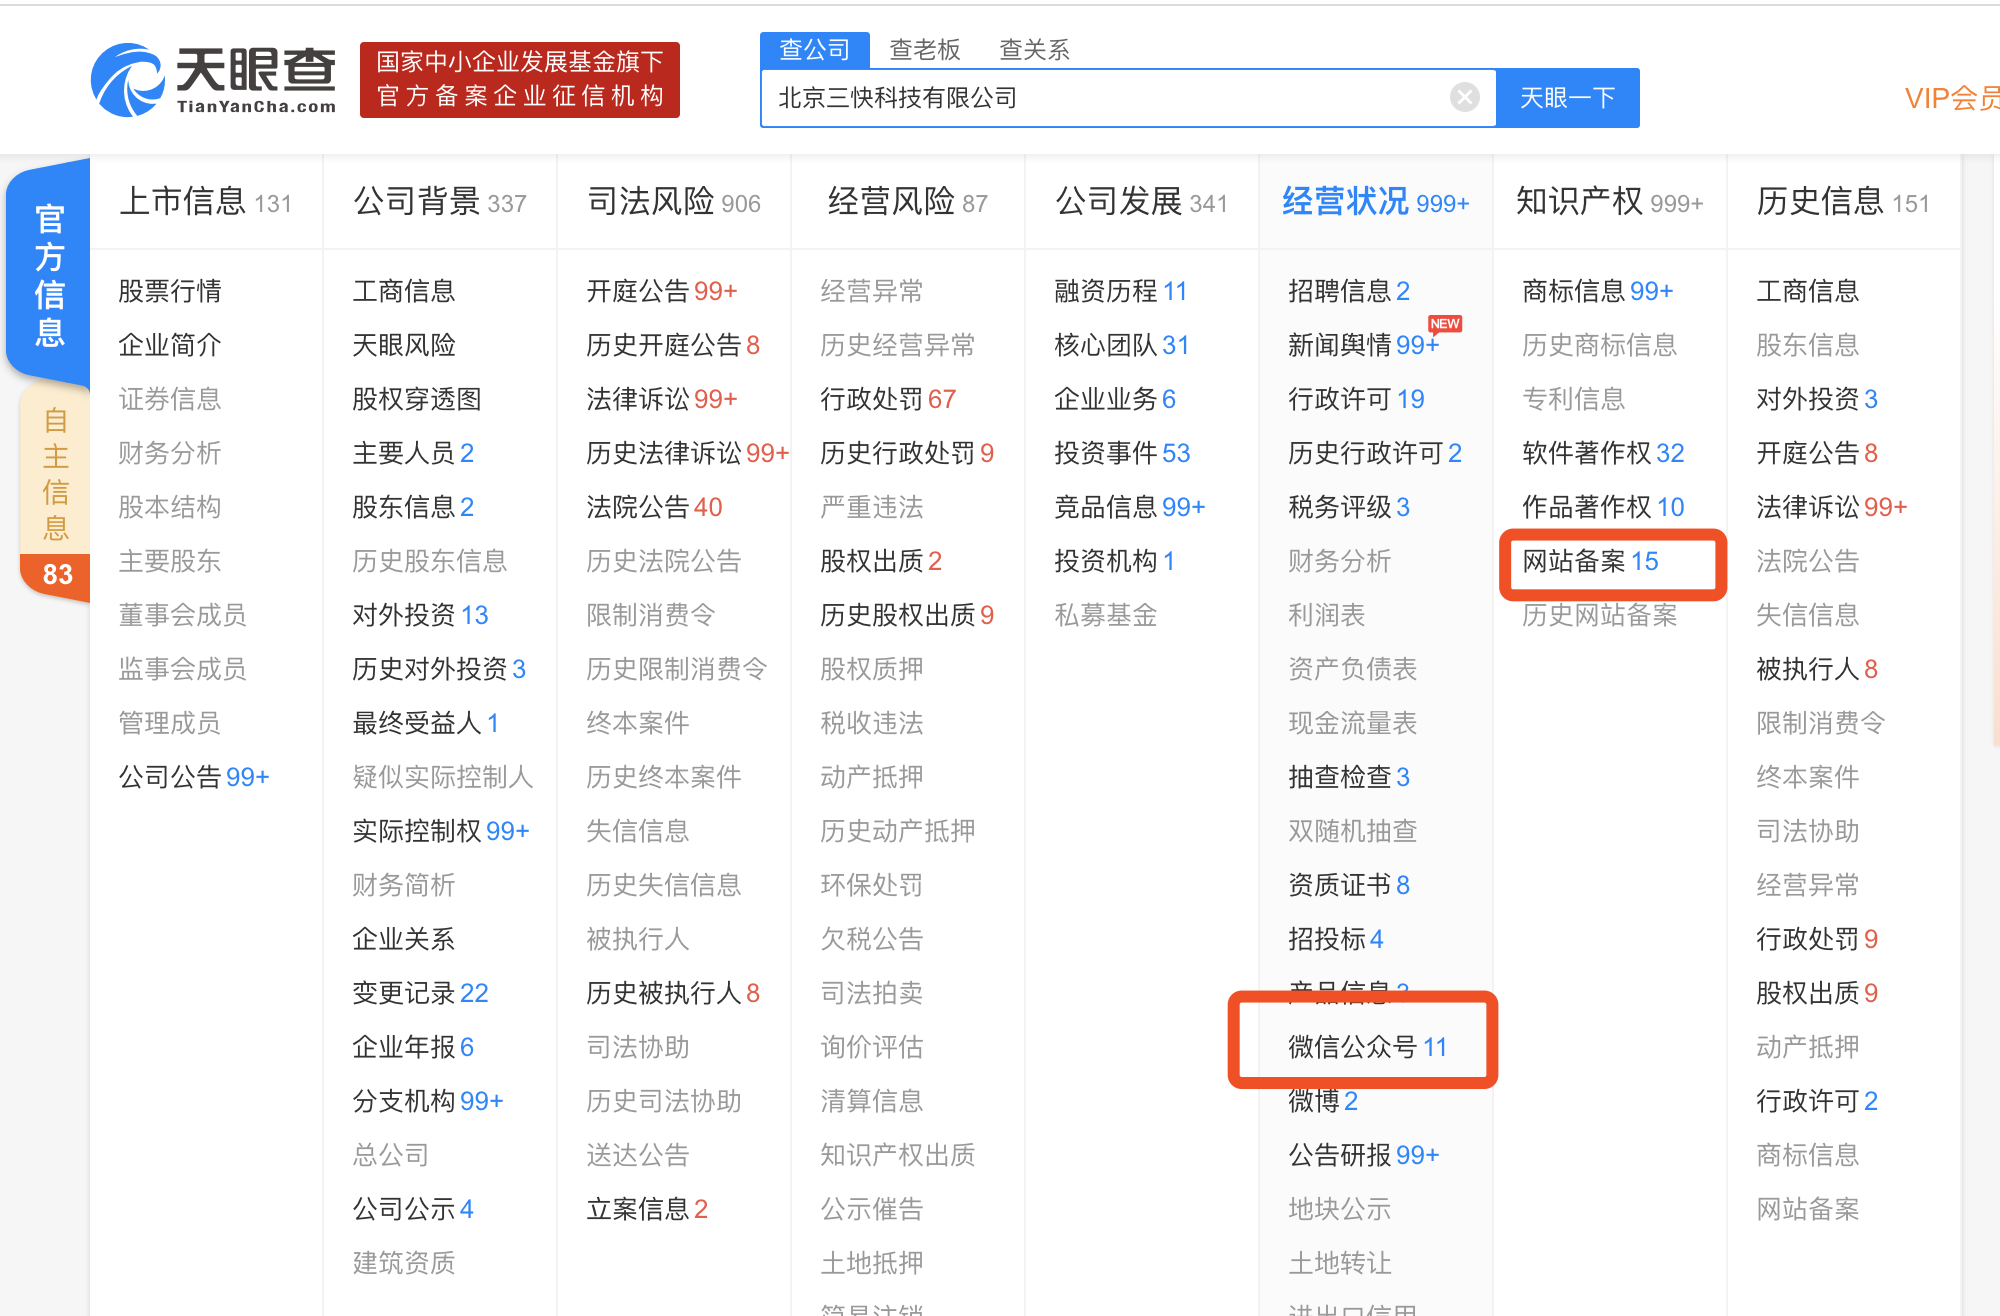 天眼查
TianYanCha.com
国家中小企业发展基金旗下
官方备案企业征信机构
查公司 查老板 查关系
北京三快科技有限公司
天眼一下
VIP会员
官方信息
自主信息
83
上市信息 131
股票行情
企业简介
证券信息
财务分析
股本结构
主要股东
董事会成员
监事会成员
管理成员
公司公告 99+
公司背景 337
工商信息
天眼风险
股权穿透图
主要人员 2
股东信息 2
历史股东信息
对外投资 13
历史对外投资 3
最终受益人 1
疑似实际控制人
实际控制权 99+
财务简析
企业关系
变更记录 22
企业年报 6
分支机构 99+
总公司
公司公示 4
建筑资质
司法风险 906
开庭公告 99+
历史开庭公告 8
法律诉讼 99+
历史法律诉讼 99+
法院公告 40
历史法院公告
限制消费令
历史限制消费令
终本案件
历史终本案件
失信信息
历史失信信息
被执行人
历史被执行人 8
司法协助
历史司法协助
送达公告
立案信息 2
经营风险 87
经营异常
历史经营异常
行政处罚 67
历史行政处罚 9
严重违法
股权出质 2
历史股权出质 9
股权质押
税收违法
动产抵押
历史动产抵押
环保处罚
欠税公告
司法拍卖
询价评估
清算信息
知识产权出质
公示催告
土地抵押
简易注销
公司发展 341
融资历程 11
核心团队 31
企业业务 6
投资事件 53
竞品信息 99+
投资机构 1
私募基金
经营状况 999+
招聘信息 2
新闻舆情 99+
NEW
行政许可 19
历史行政许可 2
税务评级 3
财务分析
利润表
资产负债表
现金流量表
抽查检查 3
双随机抽查
资质证书 8
招投标 4
产品信息
微信公众号 11
微博 2
公告研报 99+
地块公示
土地转让
进出口信用
知识产权 999+
商标信息 99+
历史商标信息
专利信息
软件著作权 32
作品著作权 10
网站备案 15
历史网站备案
历史信息 151
工商信息
股东信息
对外投资 3
开庭公告 8
法律诉讼 99+
法院公告
失信信息
被执行人 8
限制消费令
终本案件
司法协助
经营异常
行政处罚 9
股权出质 9
动产抵押
行政许可 2
商标信息
网站备案